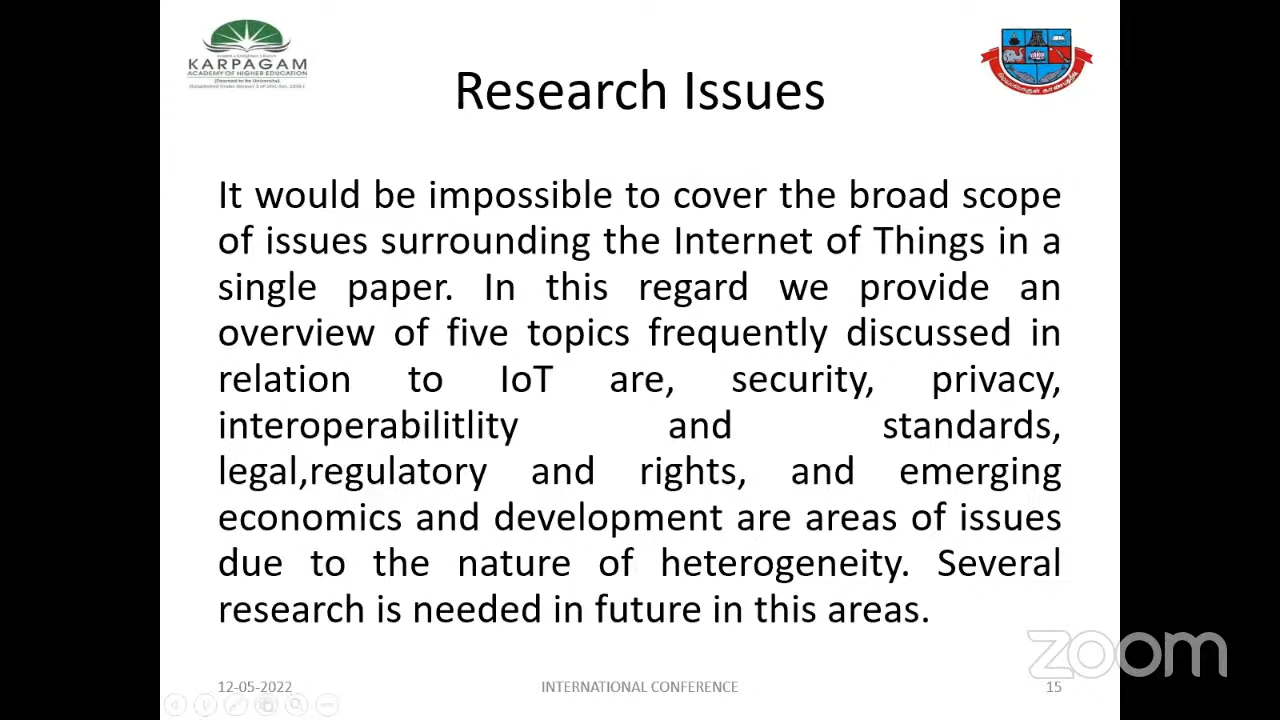 KARPAGAM
ACADEMY OF HIGHER EDUCATION
(Deemed to be University)
Research Issues
It would be impossible to cover the broad scope
of issues surrounding the Internet of Things in a
single paper. In this regard we provide an
overview of five topics frequently discussed in
relation to IoT are, security, privacy,
interoperabilitlity and standards,
legal,regulatory and rights, and emerging
economics and development are areas of issues
due to the nature of heterogeneity. Several
research is needed in future in this areas.
zoom
12-05-2022
INTERNATIONAL CONFERENCE
15